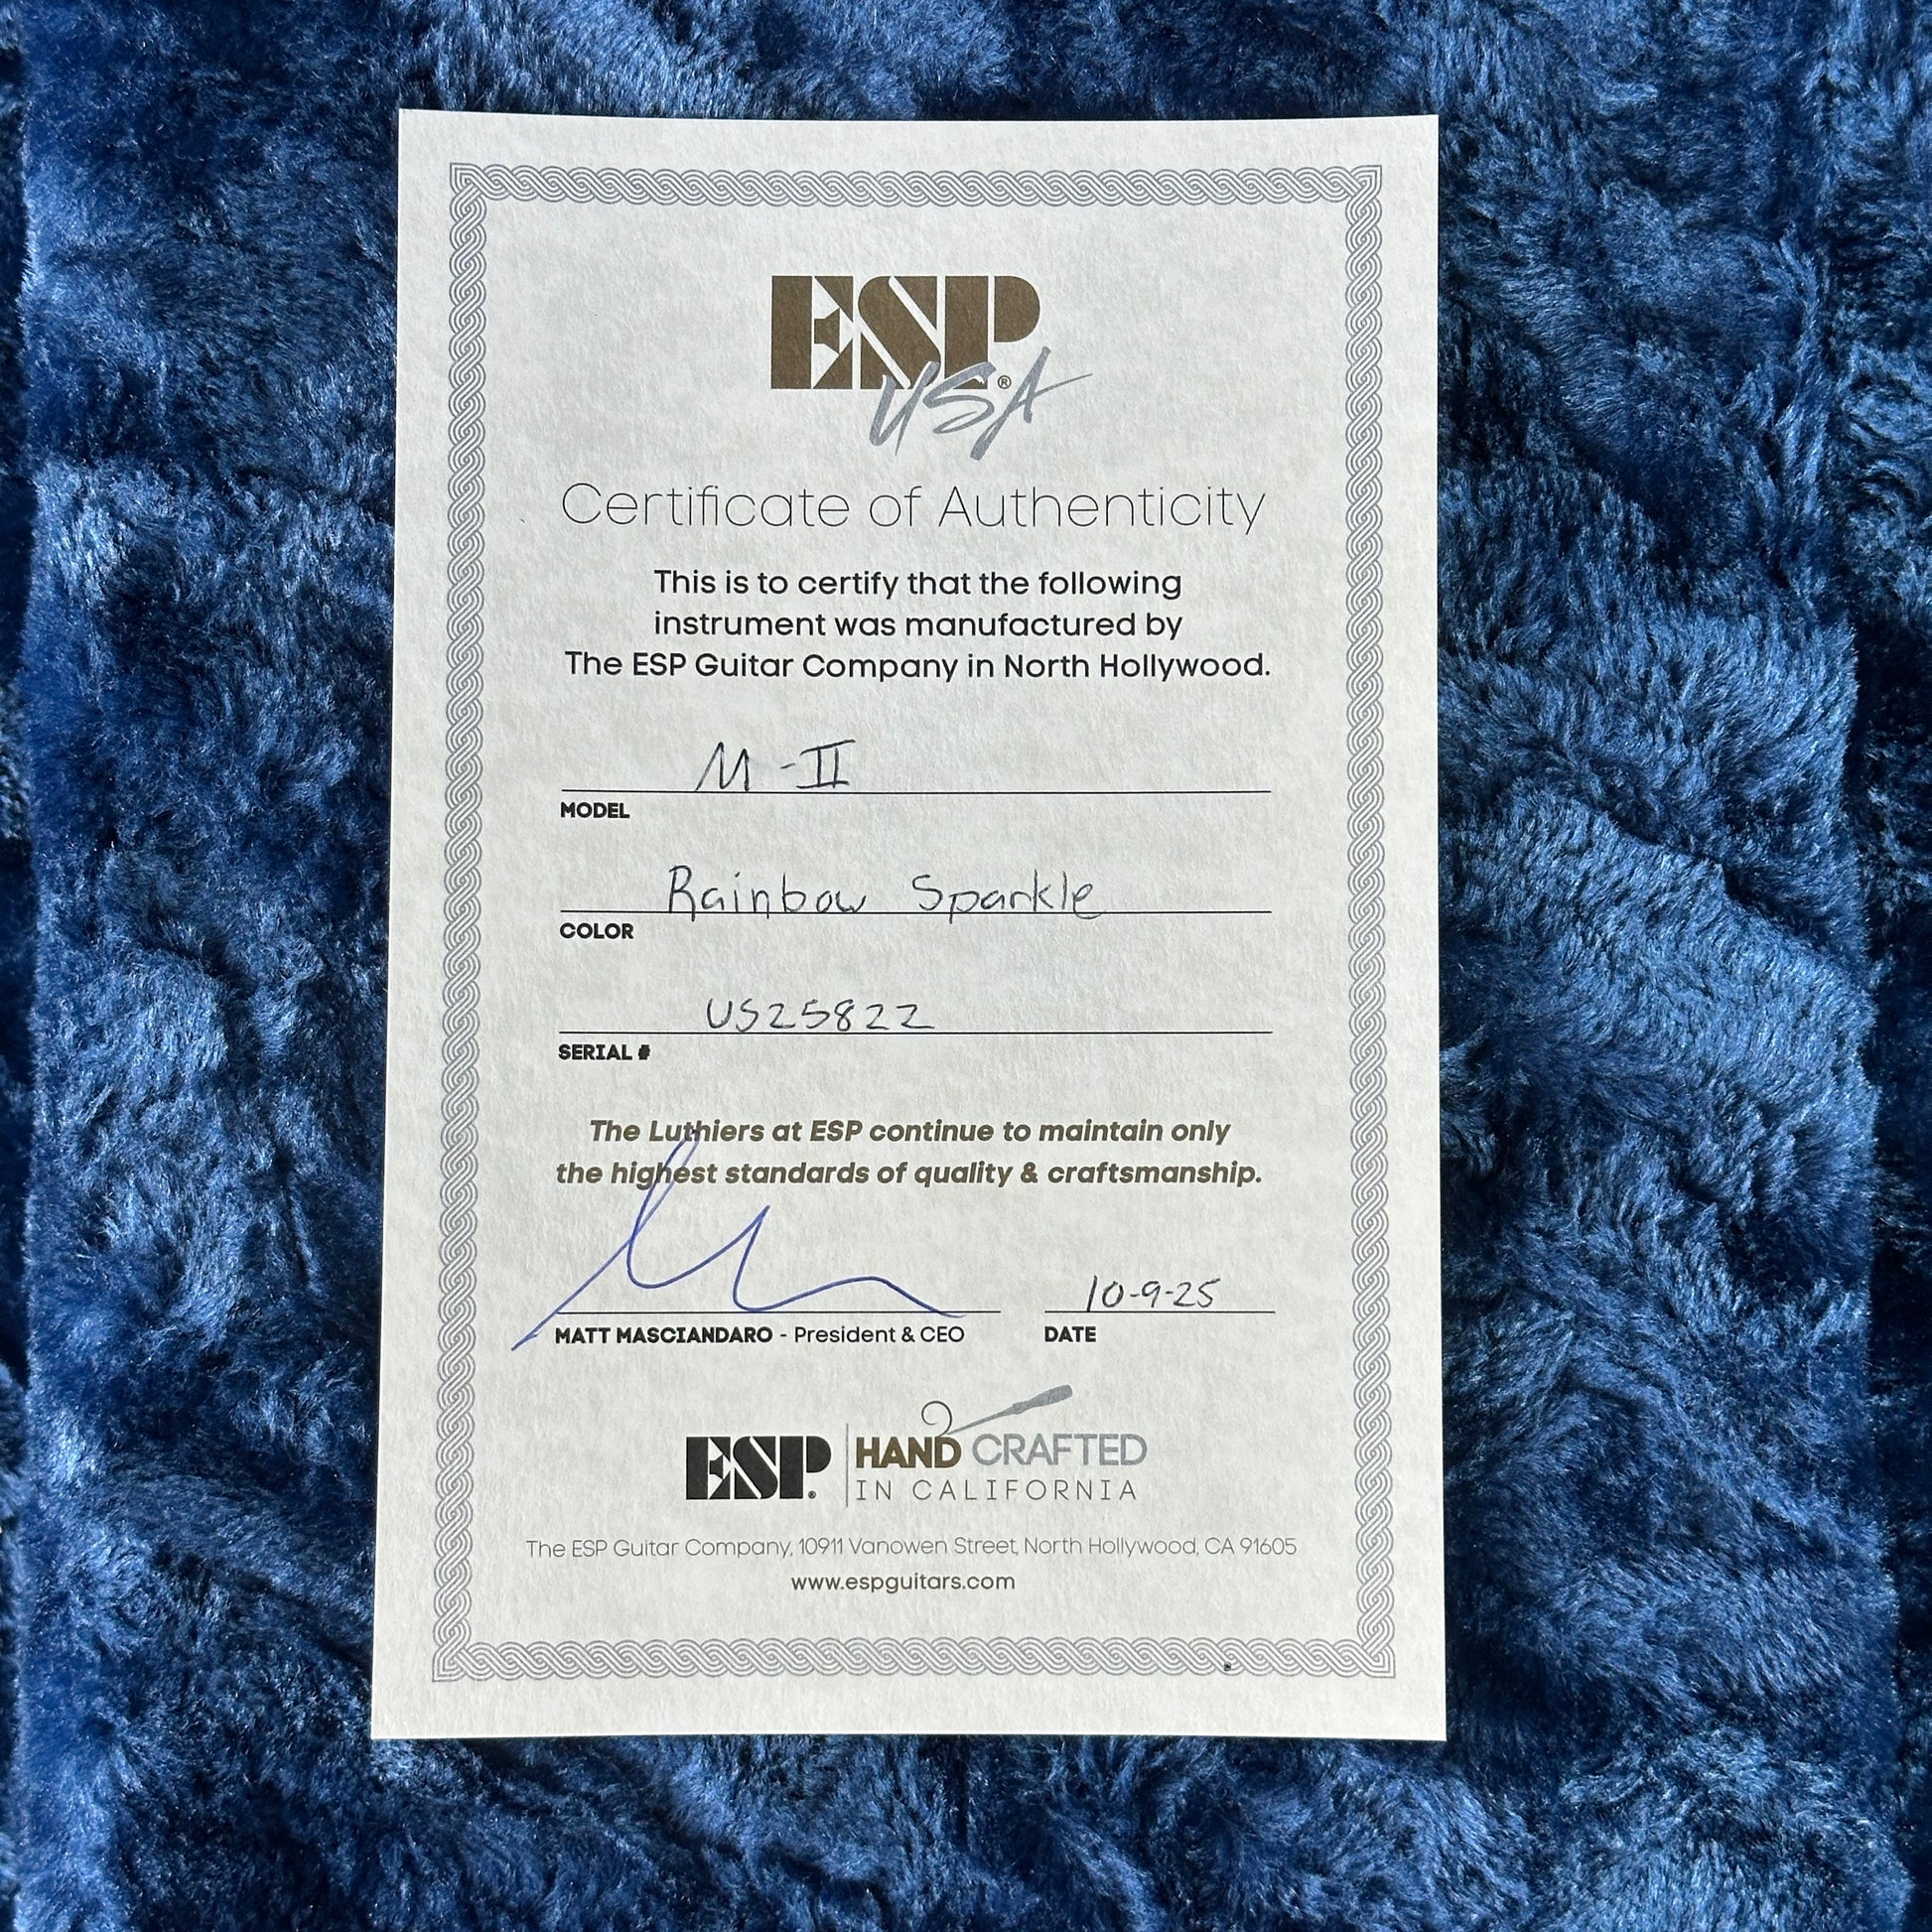 ESP
USA®
Certificate of Authenticity
This is to certify that the following
instrument was manufactured by
The ESP Guitar Company in North Hollywood.
M-II
MODEL
Rainbow Sparkle
COLOR
US25822
SERIAL #
The Luthiers at ESP continue to maintain only
the highest standards of quality & craftsmanship.
10-9-25
MATT MASCIANDARO - President & CEO DATE
ESP® HAND CRAFTED
IN CALIFORNIA
The ESP Guitar Company, 10911 Vanowen Street, North Hollywood, CA 91605
www.espguitars.com